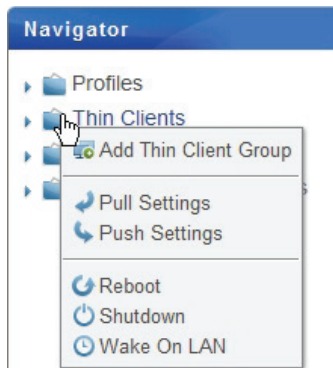 Navigator
Profiles
Thin Clients
Add Thin Client Group
Pull Settings
Push Settings
Reboot
Shutdown
Wake On LAN